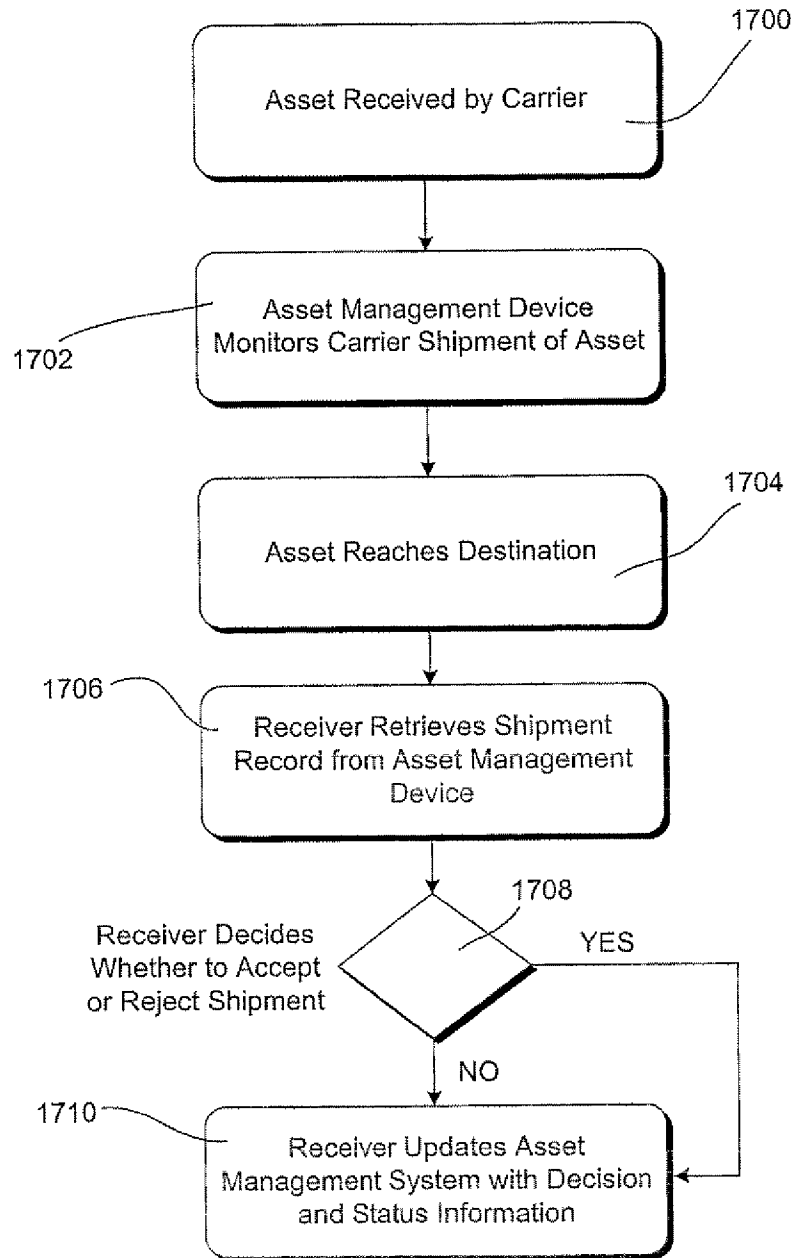 1700
Asset Received by Carrier
Asset Management Device
Monitors Carrier Shipment of Asset
1702
1704
Asset Reaches Destination
1706
Receiver Retrieves Shipment
Record from Asset Management
Device
1708
Receiver Decides
Whether to Accept
or Reject Shipment
YES
NO
1710
Receiver Updates Asset
Management System with Decision
and Status Information